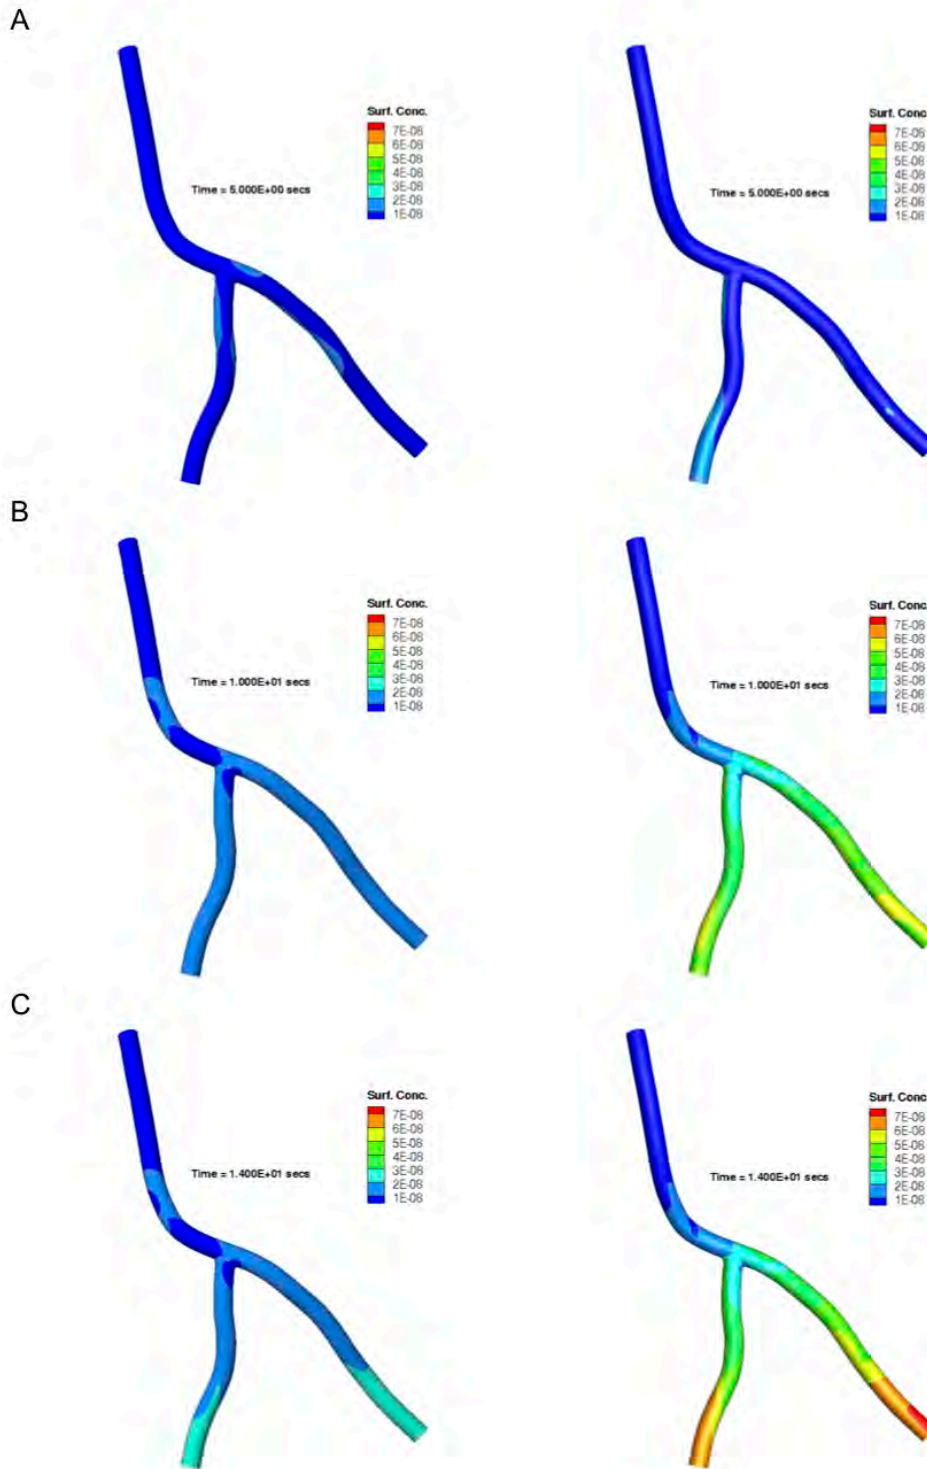 A
Surf. Conc.
7E-08
6E-08
5E-08
4E-08
3E-08
2E-08
1E-08
Time = 5.000E+00 secs
Surf. Conc
7E-08
6E-08
5E-08
4E-08
3E-08
2E-08
1E-08
Time = 5.000E+00 secs
B
Surf. Conc.
7E-08
6E-08
5E-08
4E-08
3E-08
2E-08
1E-08
Time = 1.000E+01 secs
Surf. Conc
7E-08
6E-08
5E-08
4E-08
3E-08
2E-08
1E-08
Time = 1.000E+01 secs
C
Surf. Conc.
7E-08
6E-08
5E-08
4E-08
3E-08
2E-08
1E-08
Time = 1.400E+01 secs
Surf. Conc
7E-08
6E-08
5E-08
4E-08
3E-08
2E-08
1E-08
Time = 1.400E+01 secs